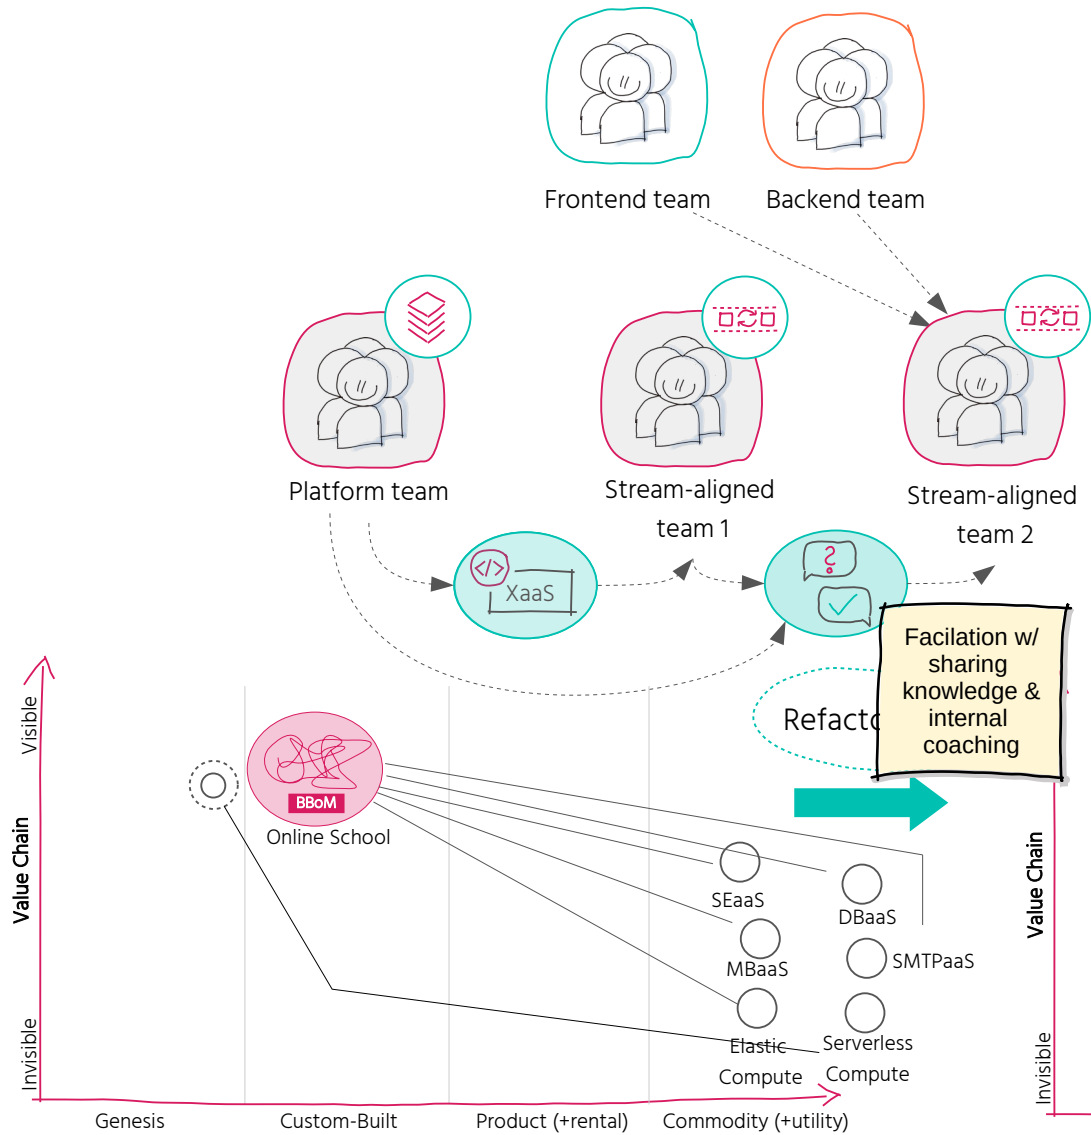 Frontend team
Backend team
Platform team
Stream-aligned
team 1
Stream-aligned
team 2
</>
XaaS
?
Facilation w/
sharing
knowledge &
internal
coaching
Refacto
Visible
Value Chain
Invisible
BBoM
Online School
SEaaS
DBaaS
MBaaS
SMTPaaS
Elastic
Compute
Serverless
Compute
Value Chain
Invisible
Genesis
Custom-Built
Product (+rental)
Commodity (+utility)